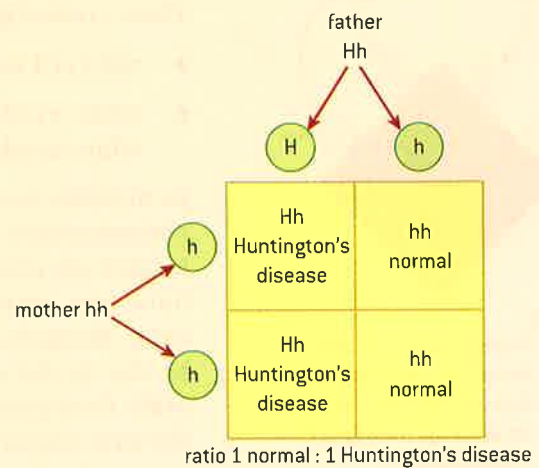 father
Hh
H
h
h
Hh
Huntington's
disease
hh
normal
mother hh
h
Hh
Huntington's
disease
hh
normal
ratio 1 normal : 1 Huntington's disease